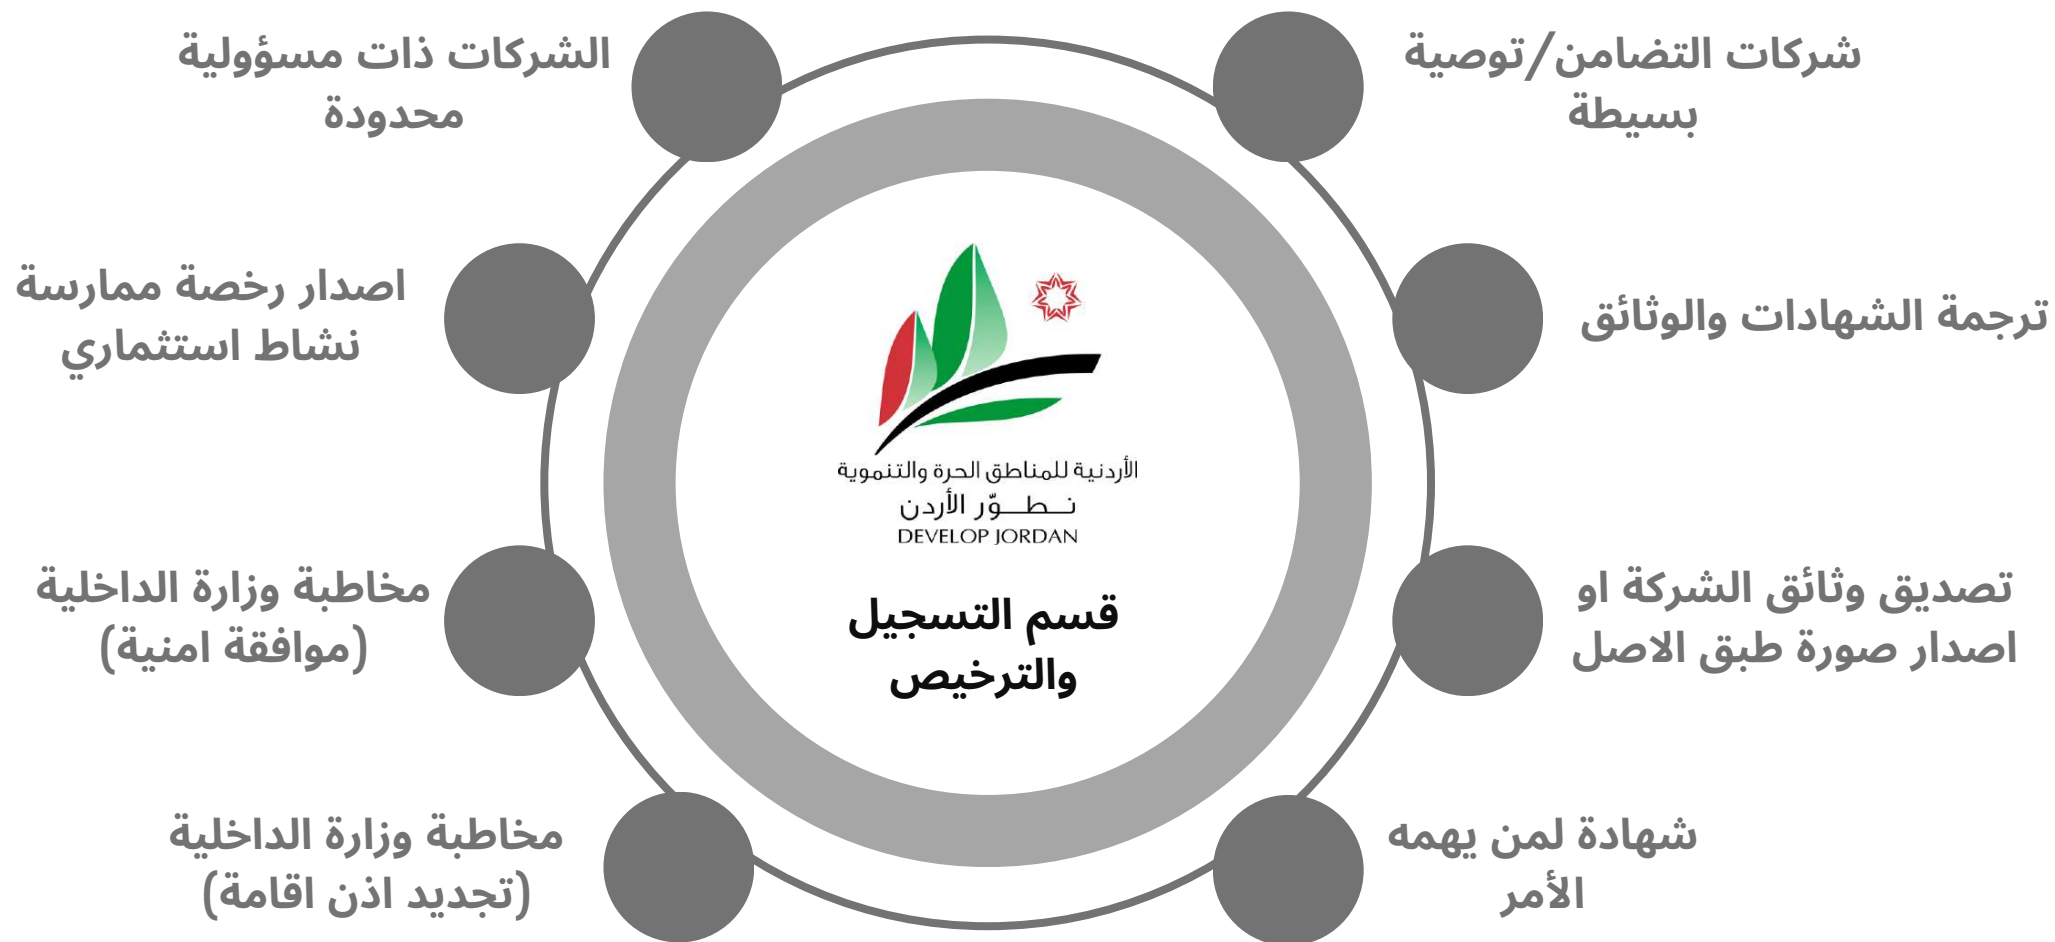 شركات التضامن/توصية
بسيطة
الشركات ذات مسؤولية
محدودة
ترجمة الشهادات والوثائق
اصدار رخصة ممارسة
نشاط استثماري
الأردنية للمناطق الحرة والتنموية
نــطــوّر الأردن
DEVELOP JORDAN
قسم التسجيل
والترخيص
تصديق وثائق الشركة او
اصدار صورة طبق الاصل
مخاطبة وزارة الداخلية
(موافقة امنية)
شهادة لمن يهمه
الأمر
مخاطبة وزارة الداخلية
(تجديد اذن اقامة)